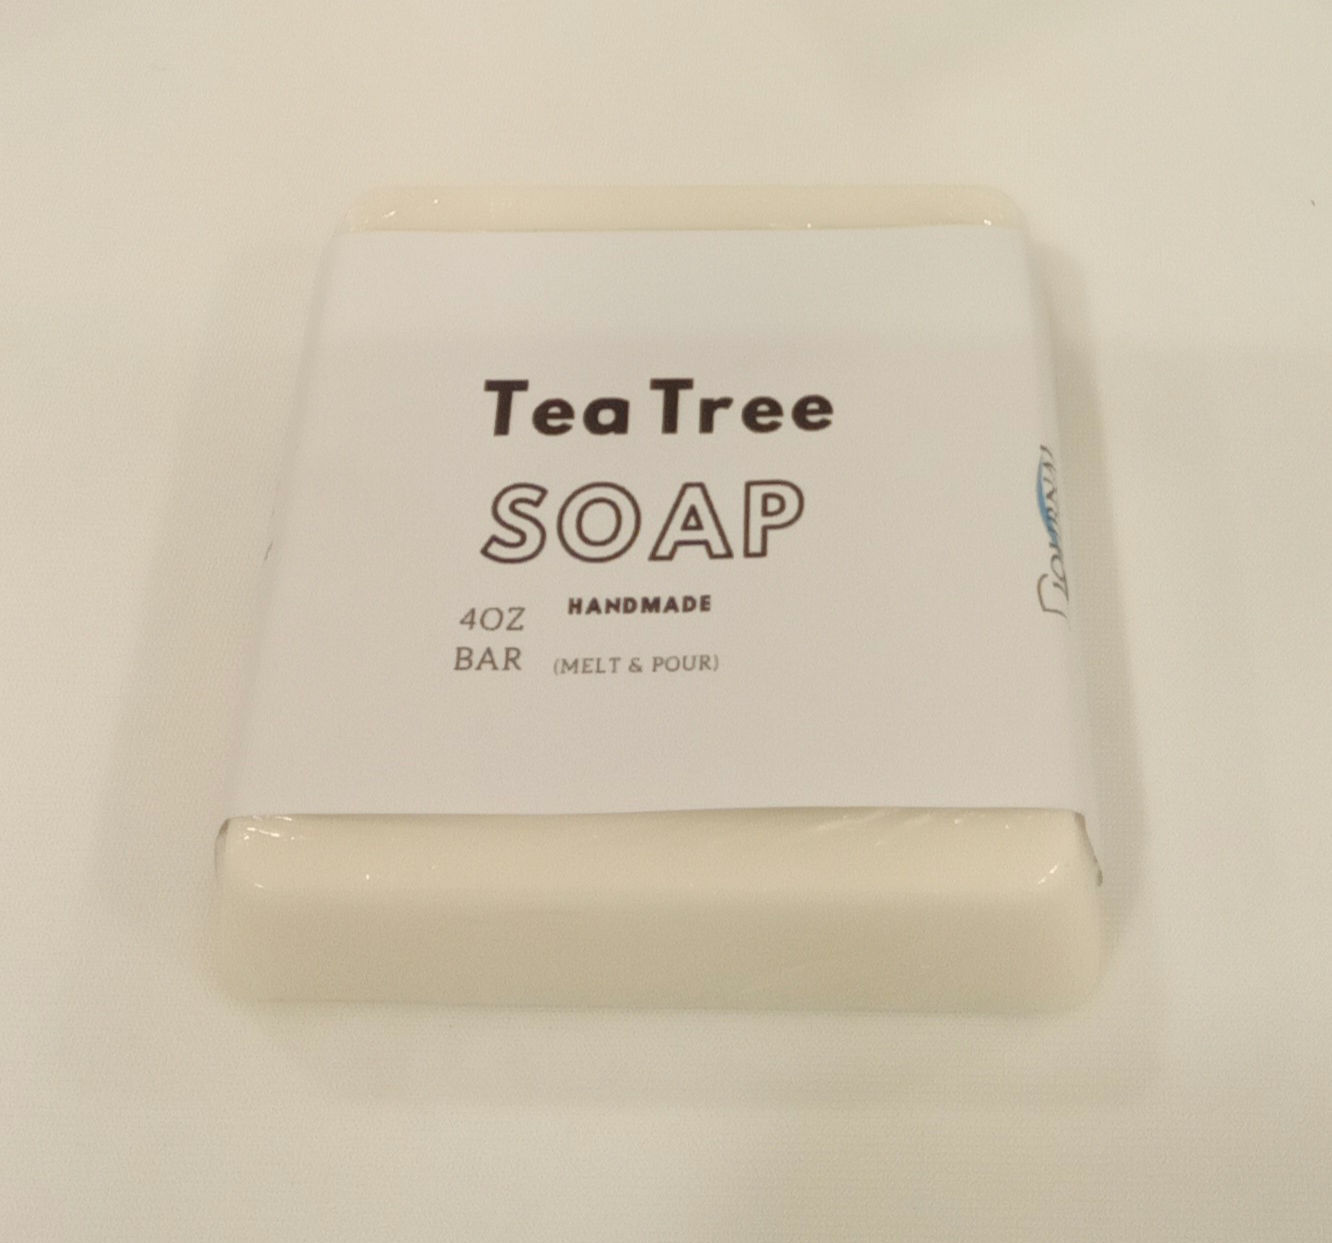 Tea Tree
SOAP
HANDMADE
4OZ
BAR
(MELT & POUR)